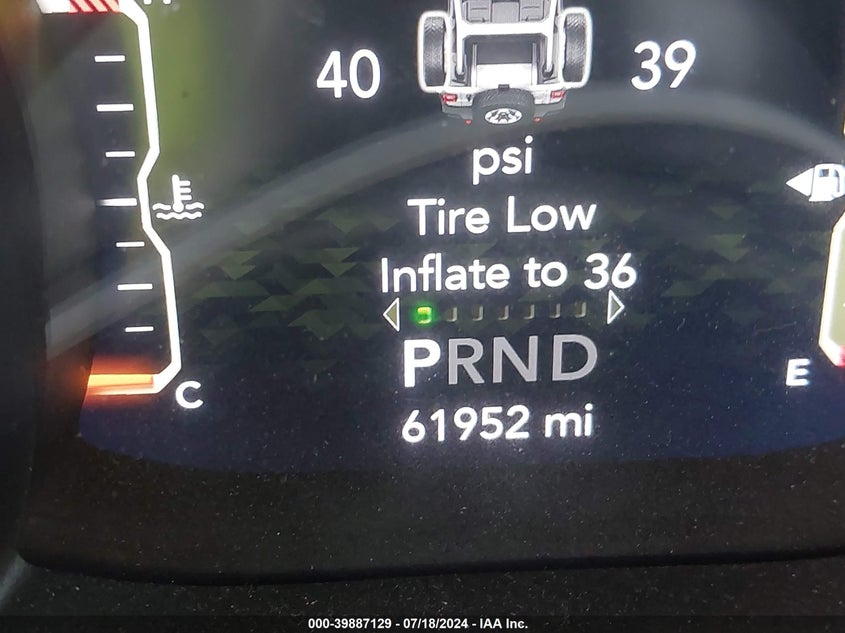 40 39
psi
Tire Low
Inflate to 36
PRND
C E
61952 mi
000-39887129 - 07/18/2024 - IAA Inc.